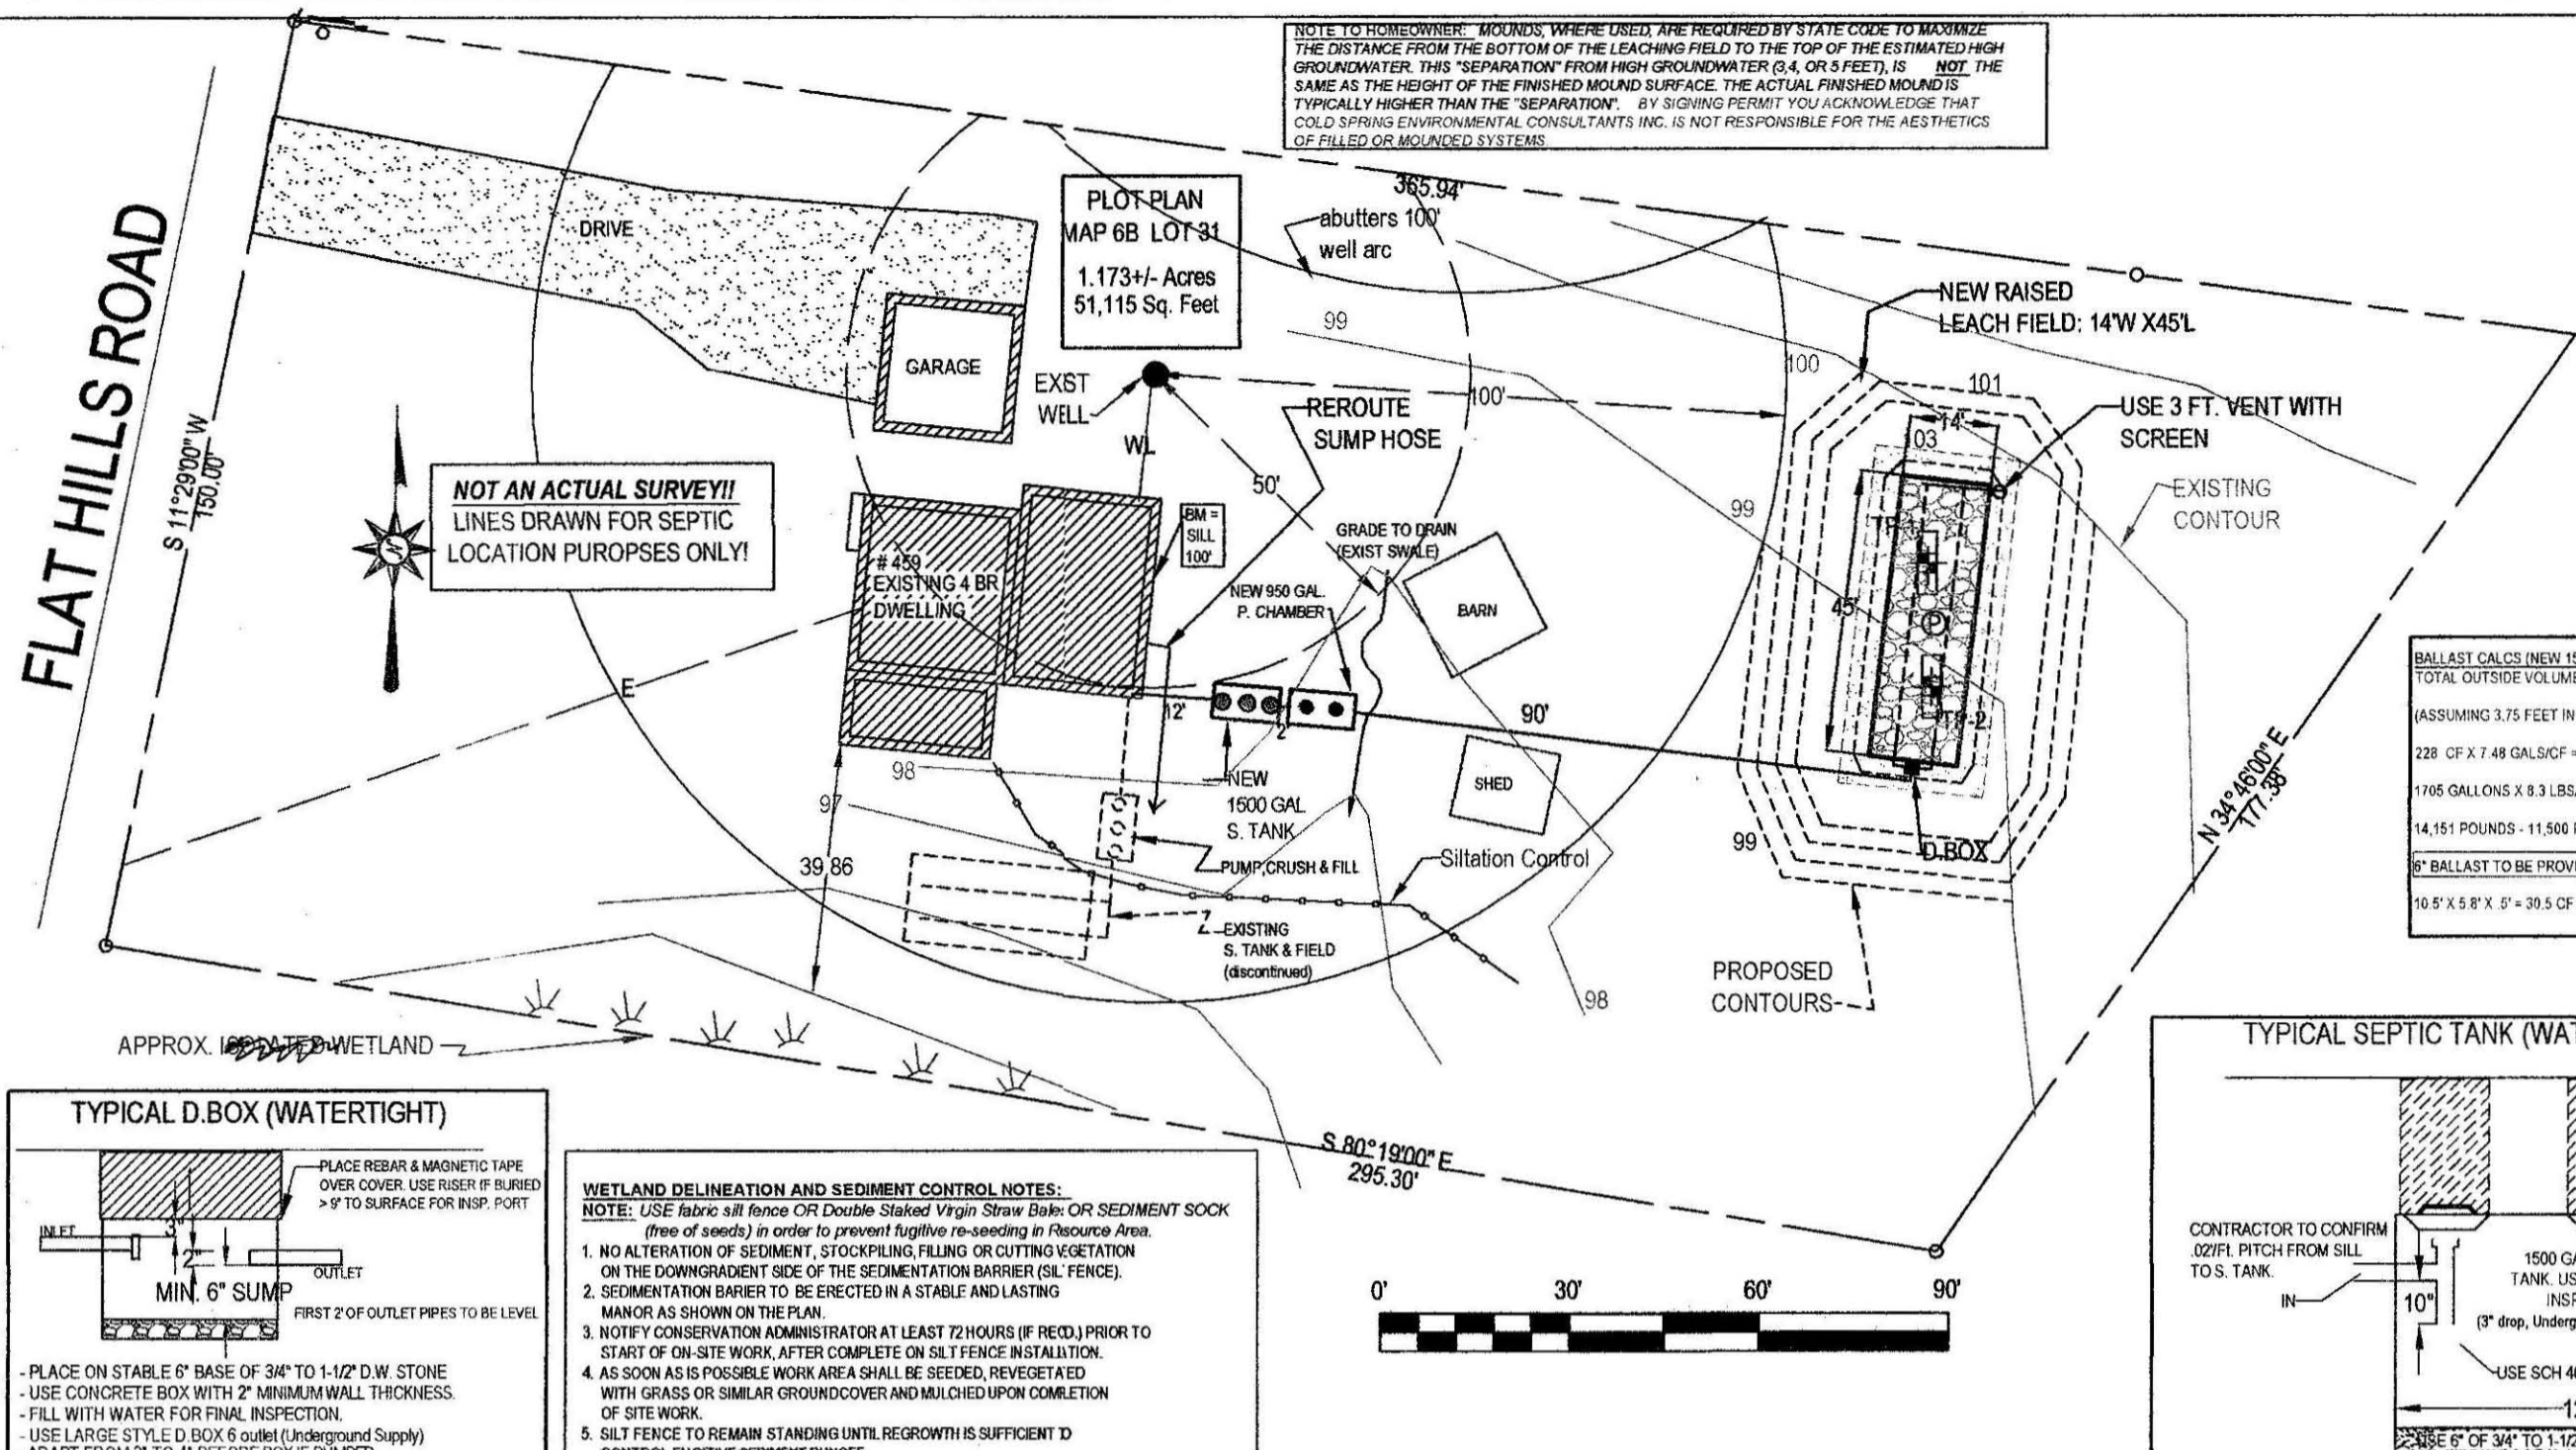 NOTE TO HOMEOWNER: MOUNDS, WHERE USED, ARE REQUIRED BY STATE CODE TO MAXIMIZE
THE DISTANCE FROM THE BOTTOM OF THE LEACHING FIELD TO THE TOP OF THE ESTIMATED HIGH
GROUNDWATER. THIS "SEPARATION" FROM HIGH GROUNDWATER (3,4, OR 5 FEET), IS NOT THE
SAME AS THE HEIGHT OF THE FINISHED MOUND SURFACE. THE ACTUAL FINISHED MOUND IS
TYPICALLY HIGHER THAN THE "SEPARATION". BY SIGNING PERMIT YOU ACKNOWLEDGE THAT
COLD SPRING ENVIRONMENTAL CONSULTANTS INC. IS NOT RESPONSIBLE FOR THE AESTHETICS
OF FILLED OR MOUNDED SYSTEMS.
FLAT HILLS ROAD
S 11°29'00" W
150.00'
DRIVE
PLOT PLAN
MAP 6B LOT 31
1.173+/- Acres
51,115 Sq. Feet
365.94'
abutters 100'
well arc
GARAGE
EXST
WELL
WL
REROUTE
SUMP HOSE
100'
50'
99
100
NEW RAISED
LEACH FIELD: 14'W X45'L
101
14'
103
USE 3 FT. VENT WITH
SCREEN
EXISTING
CONTOUR
NOT AN ACTUAL SURVEY!!
LINES DRAWN FOR SEPTIC
LOCATION PUROPSES ONLY!
N
BM =
SILL
100'
# 459
EXISTING 4 BR
DWELLING
GRADE TO DRAIN
(EXIST SWALE)
NEW 950 GAL.
P. CHAMBER
BARN
99
45'
P
TP-2
E
12'
2'
90'
98
97
NEW
1500 GAL
S. TANK
SHED
PUMP,CRUSH & FILL
Siltation Control
39.86
EXISTING
S. TANK & FIELD
(discontinued)
99
D.BOX
PROPOSED
CONTOURS
98
N 34°46'00" E
177.38'
BALLAST CALCS (NEW 15
TOTAL OUTSIDE VOLUME
(ASSUMING 3.75 FEET IN
228 CF X 7.48 GALS/CF =
1705 GALLONS X 8.3 LBS/
14,151 POUNDS - 11,500
6" BALLAST TO BE PROVI
10.5' X 5.8' X .5' = 30.5 CF
APPROX. WETLAND
S 80°19'00" E
295.30'
TYPICAL D.BOX (WATERTIGHT)
PLACE REBAR & MAGNETIC TAPE
OVER COVER. USE RISER IF BURIED
> 9" TO SURFACE FOR INSP. PORT
INLET
3"
2"
OUTLET
MIN. 6" SUMP
FIRST 2' OF OUTLET PIPES TO BE LEVEL
- PLACE ON STABLE 6" BASE OF 3/4" TO 1-1/2" D.W. STONE
- USE CONCRETE BOX WITH 2" MINIMUM WALL THICKNESS.
- FILL WITH WATER FOR FINAL INSPECTION.
- USE LARGE STYLE D.BOX 6 outlet (Underground Supply)
WETLAND DELINEATION AND SEDIMENT CONTROL NOTES:
NOTE: USE fabric silt fence OR Double Staked Virgin Straw Bale: OR SEDIMENT SOCK
(free of seeds) in order to prevent fugitive re-seeding in Resource Area.
1. NO ALTERATION OF SEDIMENT, STOCKPILING, FILLING OR CUTTING VEGETATION
ON THE DOWNGRADIENT SIDE OF THE SEDIMENTATION BARRIER (SIL' FENCE).
2. SEDIMENTATION BARIER TO BE ERECTED IN A STABLE AND LASTING
MANOR AS SHOWN ON THE PLAN.
3. NOTIFY CONSERVATION ADMINISTRATOR AT LEAST 72 HOURS (IF REQD.) PRIOR TO
START OF ON-SITE WORK, AFTER COMPLETE ON SILT FENCE INSTALLATION.
4. AS SOON AS IS POSSIBLE WORK AREA SHALL BE SEEDED, REVEGETATED
WITH GRASS OR SIMILAR GROUNDCOVER AND MULCHED UPON COMPLETION
OF SITE WORK.
5. SILT FENCE TO REMAIN STANDING UNTIL REGROWTH IS SUFFICIENT TO
0' 30' 60' 90'
TYPICAL SEPTIC TANK (WAT
CONTRACTOR TO CONFIRM
.02'/Ft. PITCH FROM SILL
TO S. TANK.
IN
10"
1500 GA
TANK. US
INSP
(3" drop, Underg
USE SCH 4
USE 6" OF 3/4" TO 1-1/2